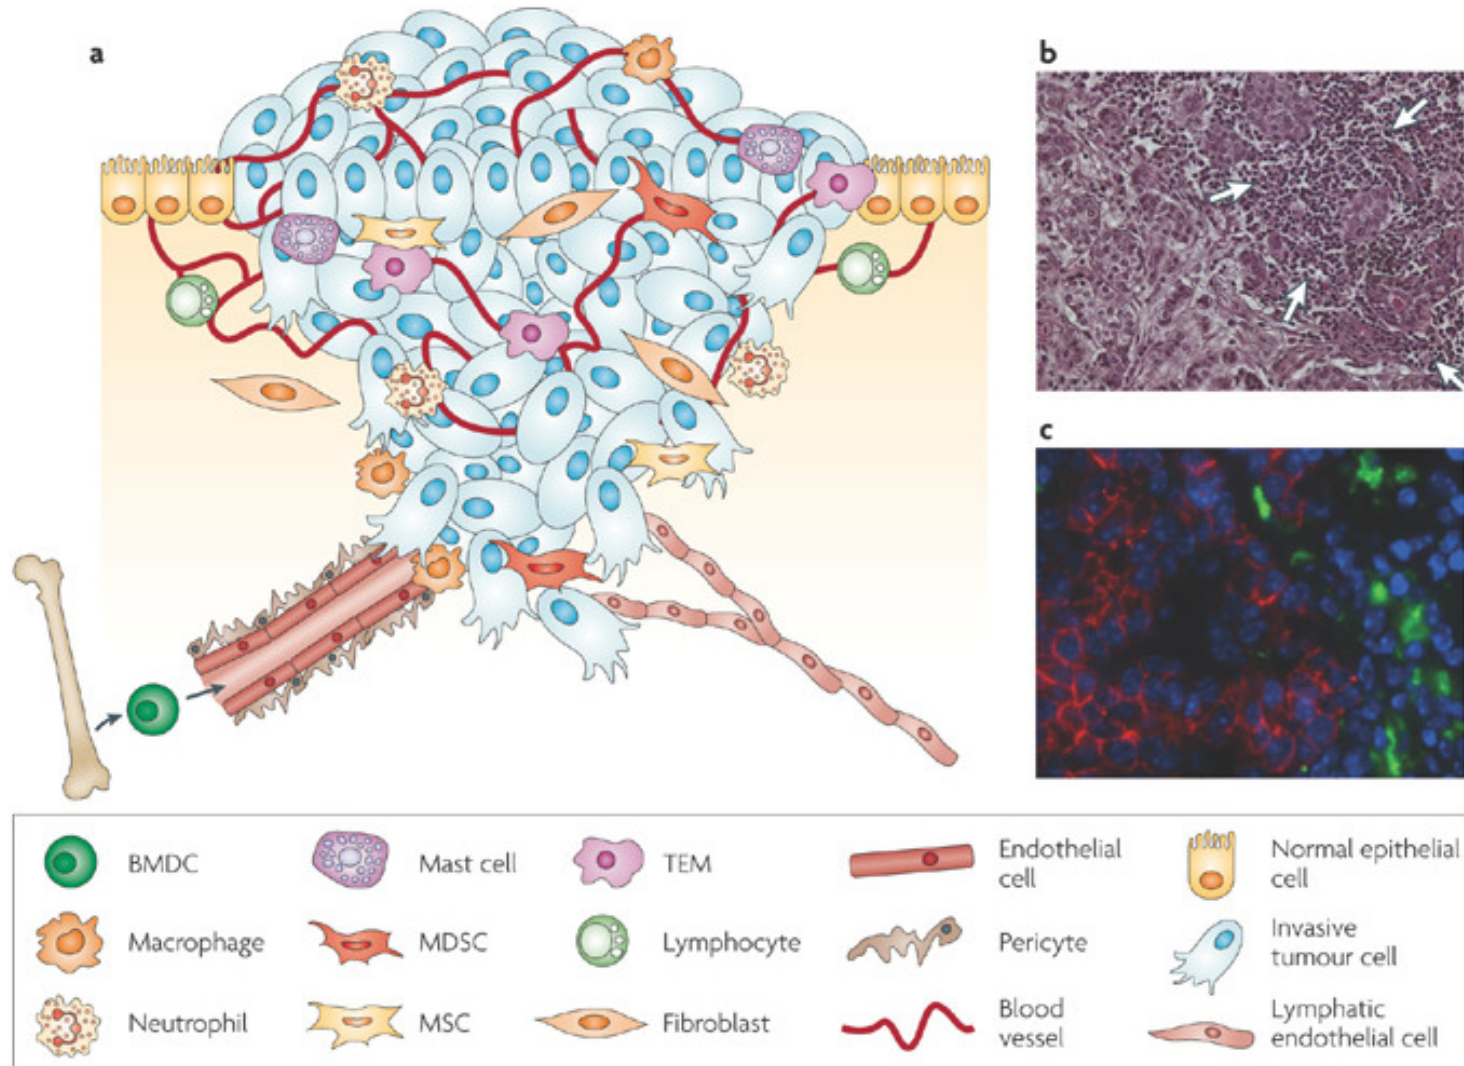 a
b
c
BMDC
Mast cell
TEM
Endothelial
cell
Normal epithelial
cell
Macrophage
MDSC
Lymphocyte
Pericyte
Invasive
tumour cell
Neutrophil
MSC
Fibroblast
Blood
vessel
Lymphatic
endothelial cell